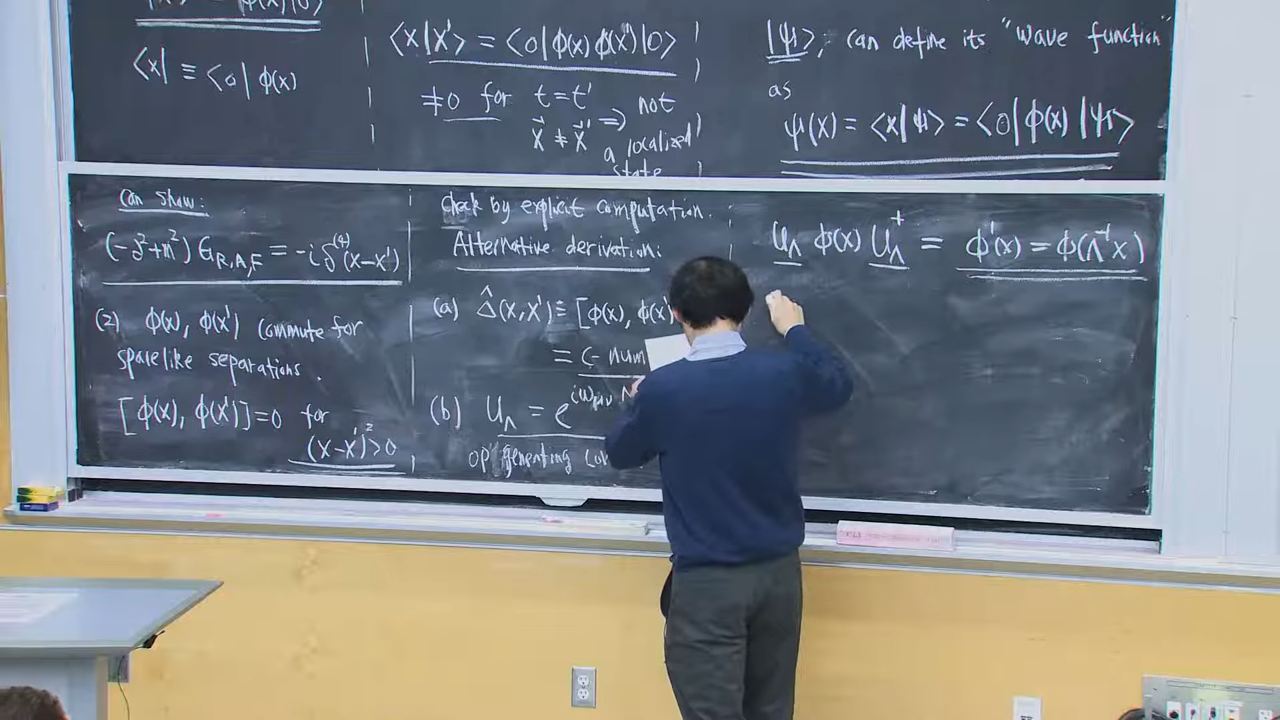 ⟨x| ≡ ⟨0| ϕ(x)
⟨x|x'⟩ = ⟨0|ϕ(x) ϕ(x')|0⟩
≠0 for t=t'
x⃗ ≠ x⃗' ⇒ not
a localized
state
|ψ⟩; can define its "wave function"
as
ψ(x) = ⟨x|ψ⟩ = ⟨0|ϕ(x)|ψ⟩
can show:
(-∂²+m²) G_{R,A,F} = -i δ⁽⁴⁾(x-x')
(2) ϕ(x), ϕ(x') commute for
spacelike separations.
[ϕ(x), ϕ(x')]=0 for
(x-x')²>0
check by explicit computation.
Alternative derivation:
(a) Δ̂(x,x') ≡ [ϕ(x), ϕ(x')
= c-num
(b) U_Λ = e^{iω_{μν}
op generating
U_Λ ϕ(x) U_Λ† = ϕ'(x) = ϕ(Λ⁻¹x)